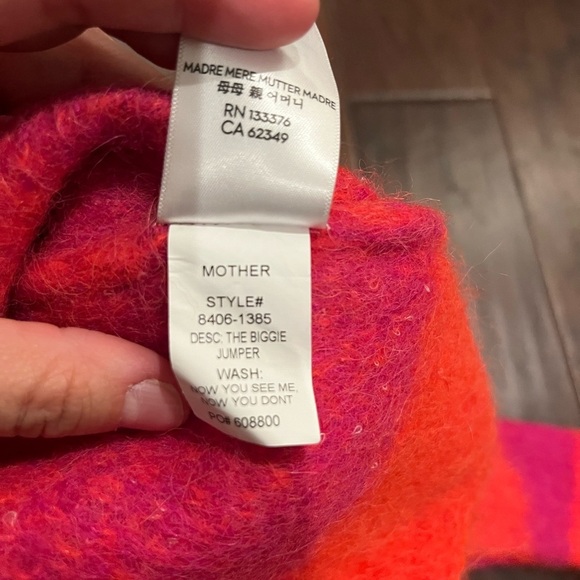 MADRE MERE MUTTER MADRE
母母 親 어머니
RN 133376
CA 62349
MOTHER
STYLE#
8406-1385
DESC: THE BIGGIE
JUMPER
WASH:
NOW YOU SEE ME,
NOW YOU DONT
PO# 608800